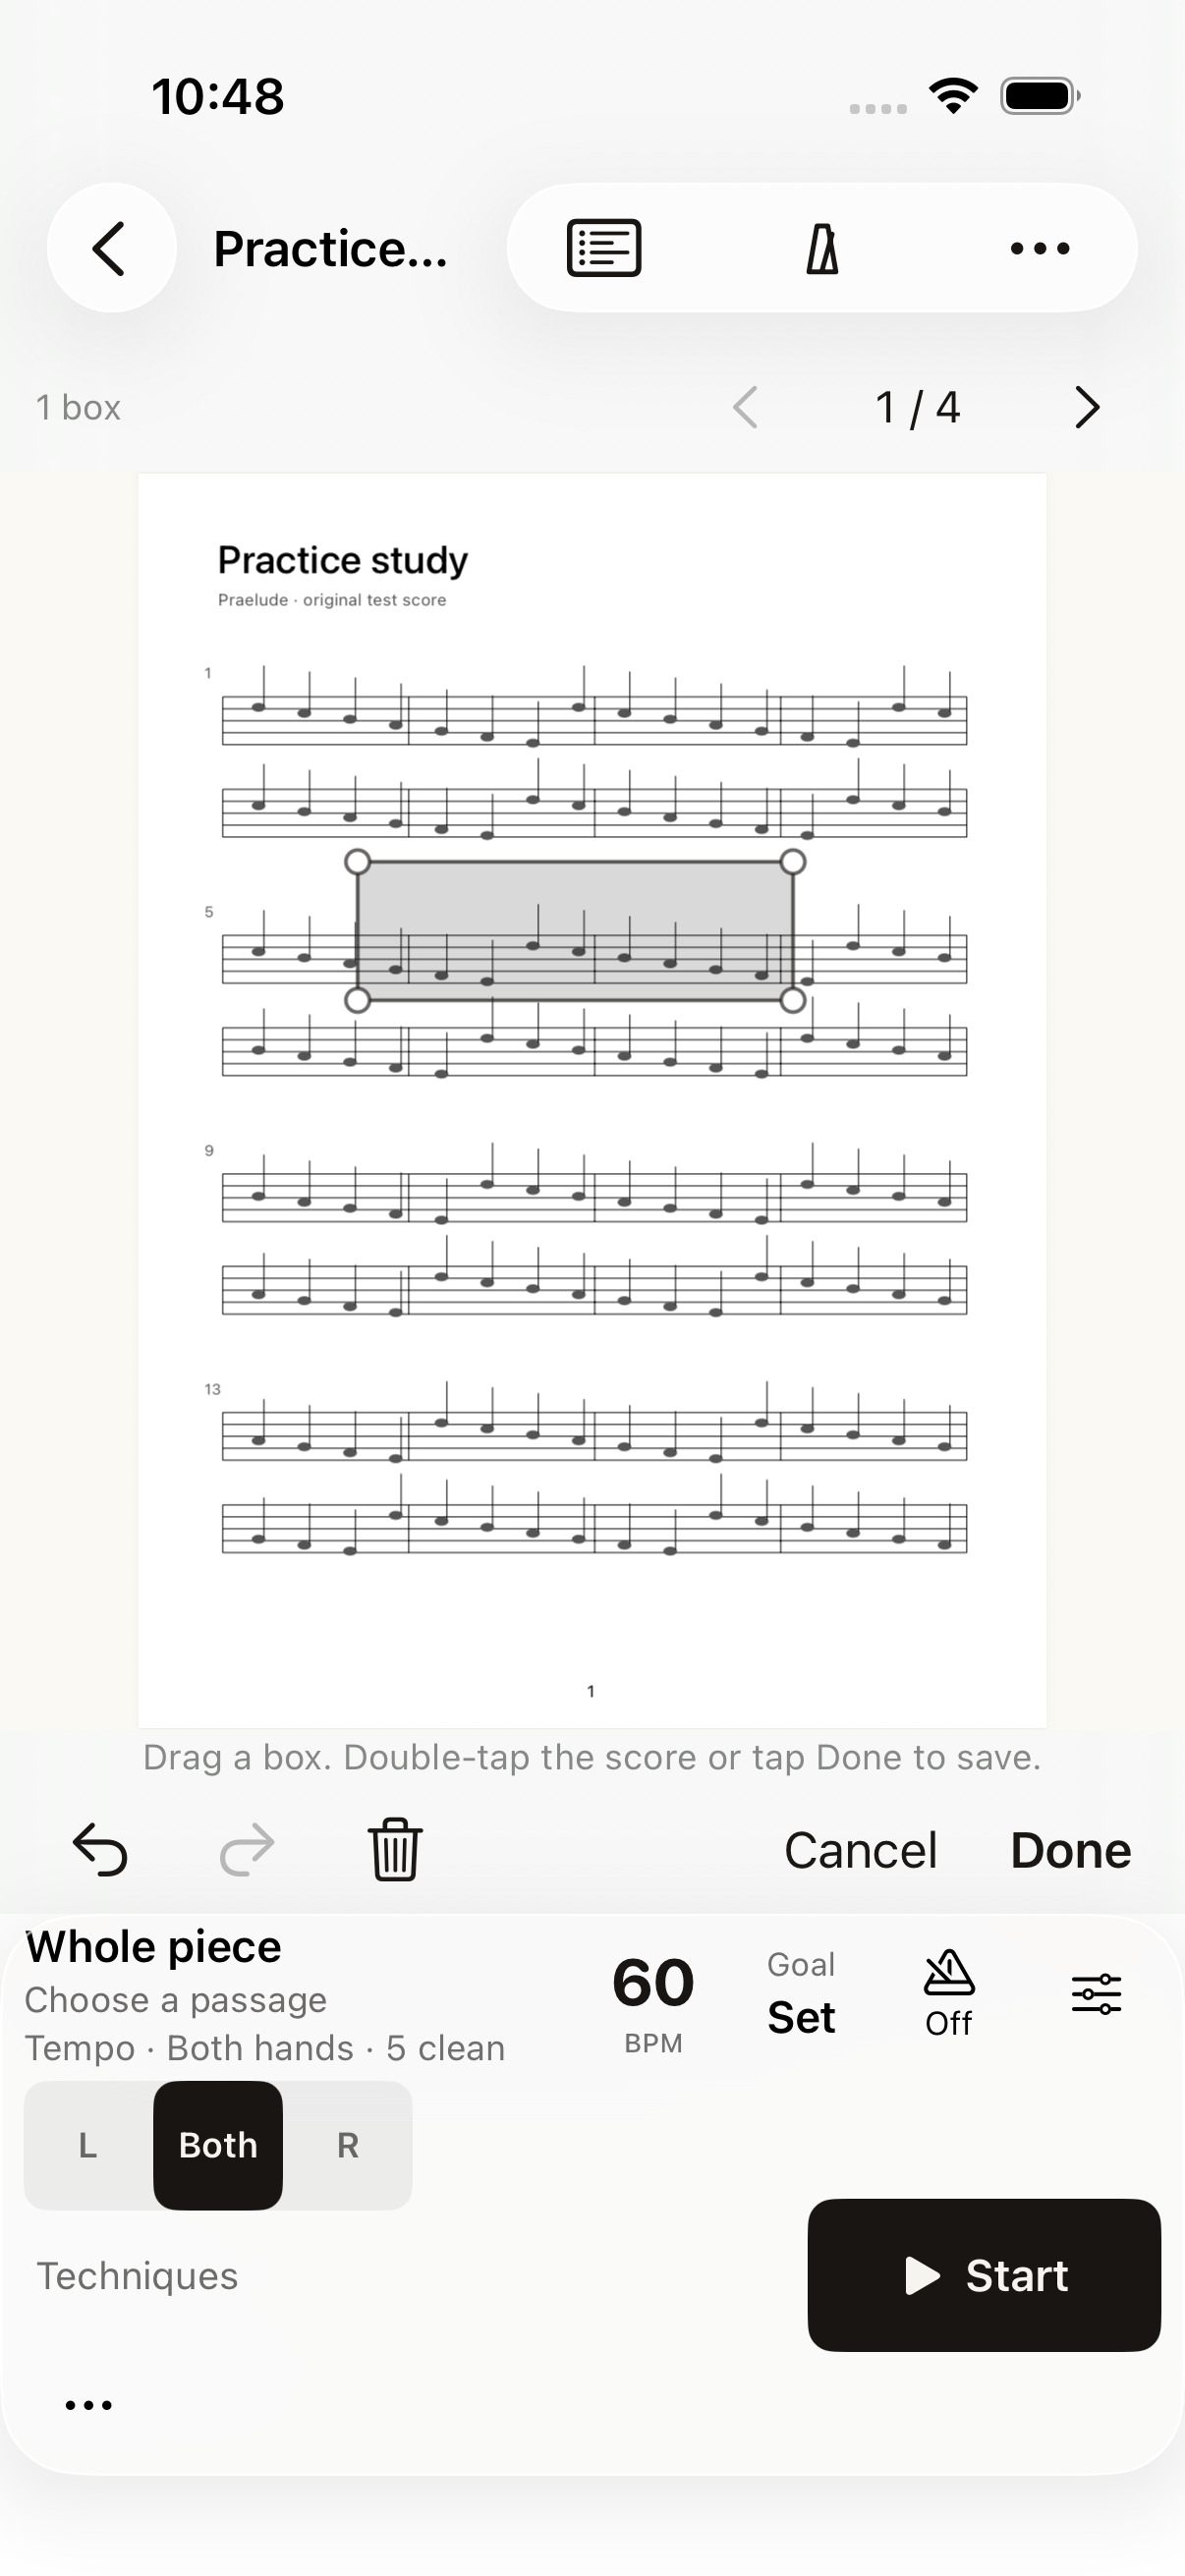 10:48
Practice...
1 box
1 / 4
Practice study
Praelude · original test score
1
5
9
13
1
Drag a box. Double-tap the score or tap Done to save.
Cancel Done
Whole piece
Choose a passage
Tempo · Both hands · 5 clean
60
BPM
Goal
Set
Off
L Both R
Techniques
Start